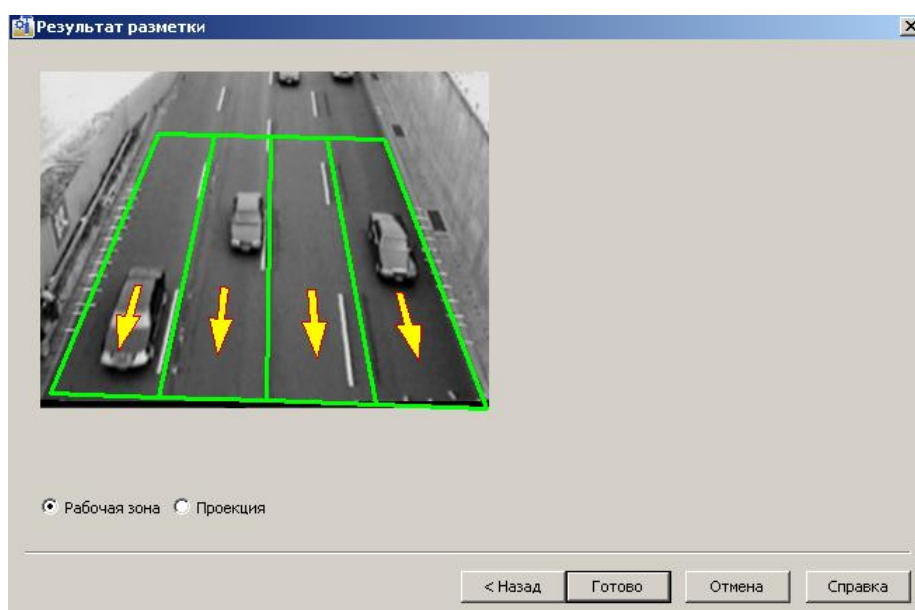 Результат разметки
Рабочая зона Проекция
< Назад Готово Отмена Справка